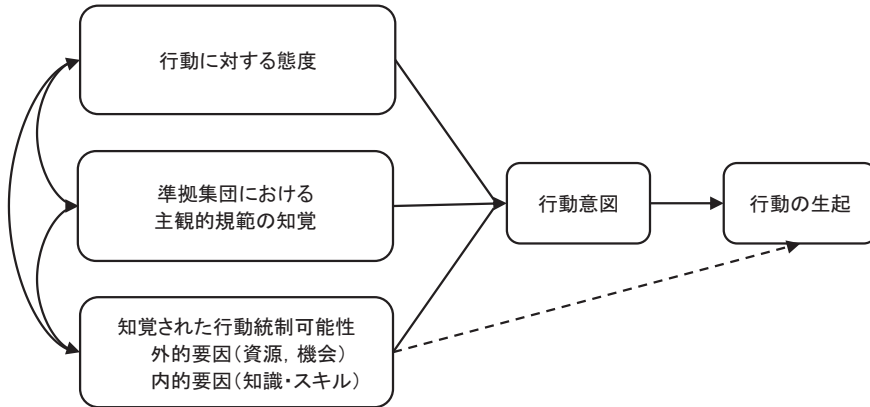 行動に対する態度
準拠集団における
主観的規範の知覚
行動意図
行動の生起
知覚された行動統制可能性
外的要因(資源, 機会)
内的要因(知識・スキル)